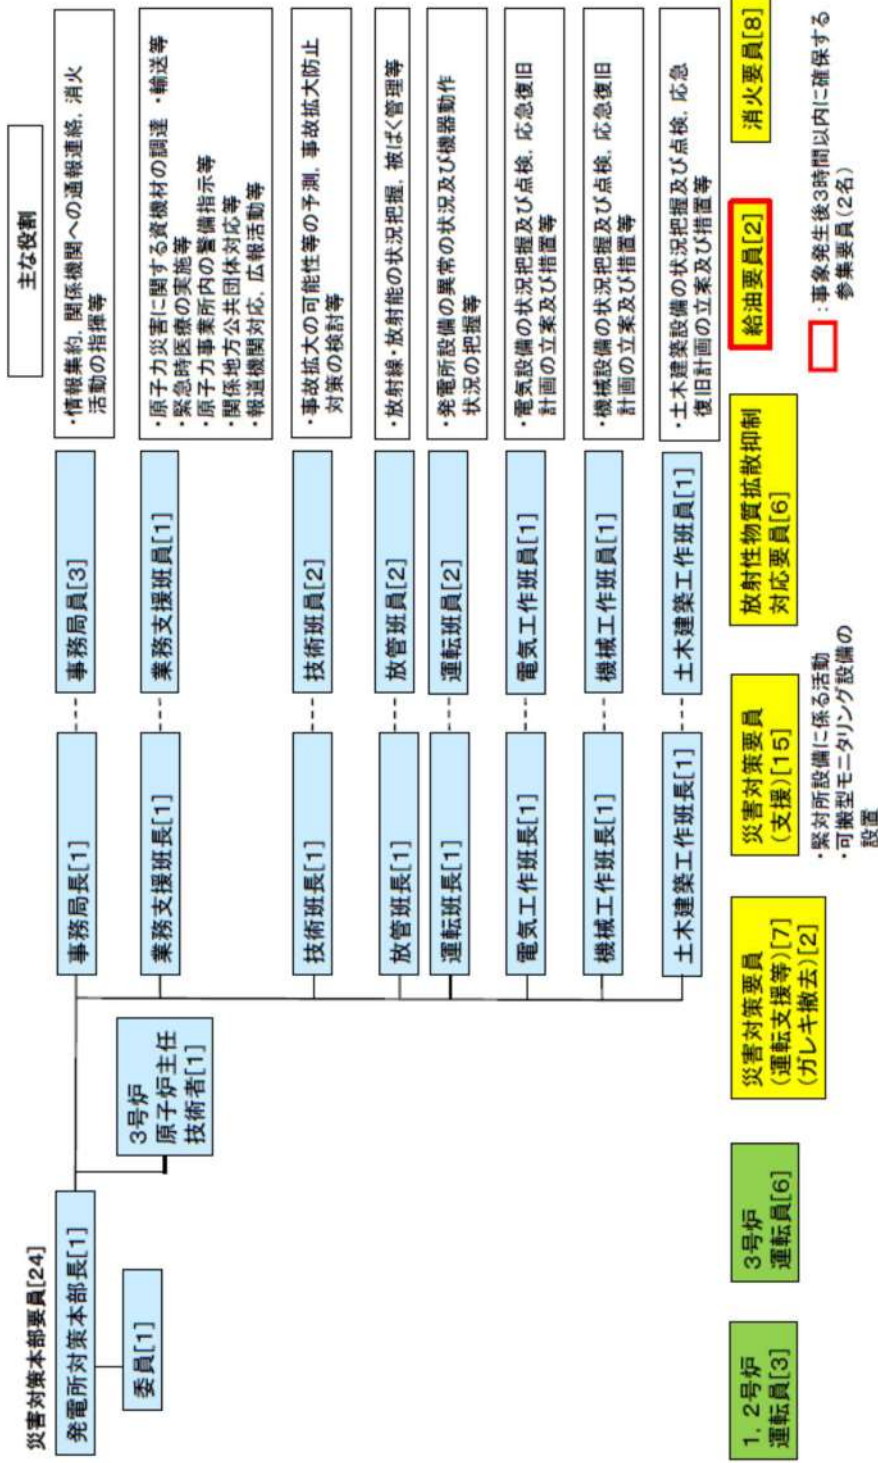 災害対策本部要員[24]
発電所対策本部長[1]
委員[1]
3号炉
原子炉主任
技術者[1]
主な役割
事務局長[1]
事務局員[3]
・情報集約，関係機関への通報連絡，消火
活動の指揮等
業務支援班長[1]
業務支援班員[1]
・原子力災害に関する資機材の調達・輸送等
・緊急時医療の実施等
・原子力事業所内の警備指示等
・関係地方公共団体対応等
・報道機関対応，広報活動等
技術班長[1]
技術班員[2]
・事故拡大の可能性等の予測，事故拡大防止
対策の検討等
放管班長[1]
放管班員[2]
・放射線・放射能の状況把握，被ばく管理等
運転班長[1]
運転班員[2]
・発電所設備の異常の状況及び機器動作
状況の把握等
電気工作班長[1]
電気工作班員[1]
・電気設備の状況把握及び点検，応急復旧
計画の立案及び措置等
機械工作班長[1]
機械工作班員[1]
・機械設備の状況把握及び点検，応急復旧
計画の立案及び措置等
土木建築工作班長[1]
土木建築工作班員[1]
・土木建築設備の状況把握及び点検，応急
復旧計画の立案及び措置等
1，2号炉
運転員[3]
3号炉
運転員[6]
災害対策要員
(運転支援等)[7]
(ガレキ撤去)[2]
災害対策要員
(支援)[15]
・緊対所設備に係る活動
・可搬型モニタリング設備の
設置
放射性物質拡散抑制
対応要員[6]
給油要員[2]
消火要員[8]
：事象発生後3時間以内に確保する
参集要員(2名)